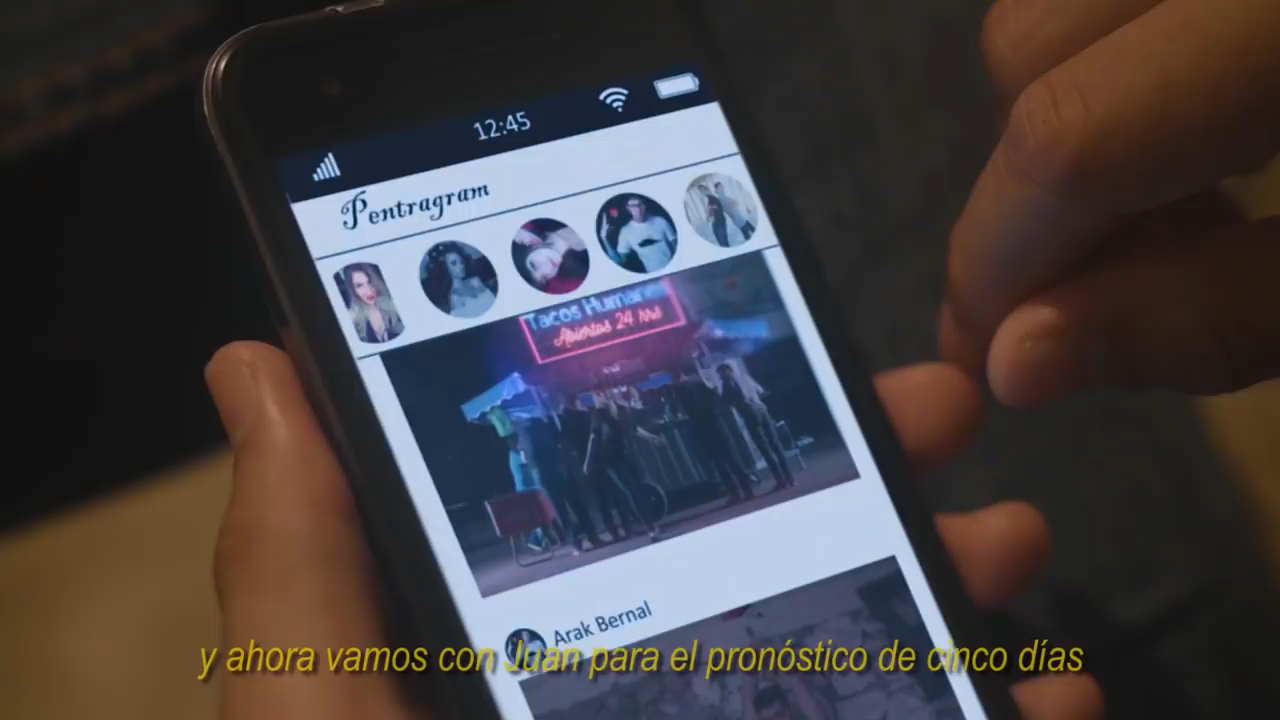 12:45
Pentragram
Tacos Humanos
Abiertos 24 hrs
Arak Bernal
y ahora vamos con Juan para el pronóstico de cinco días